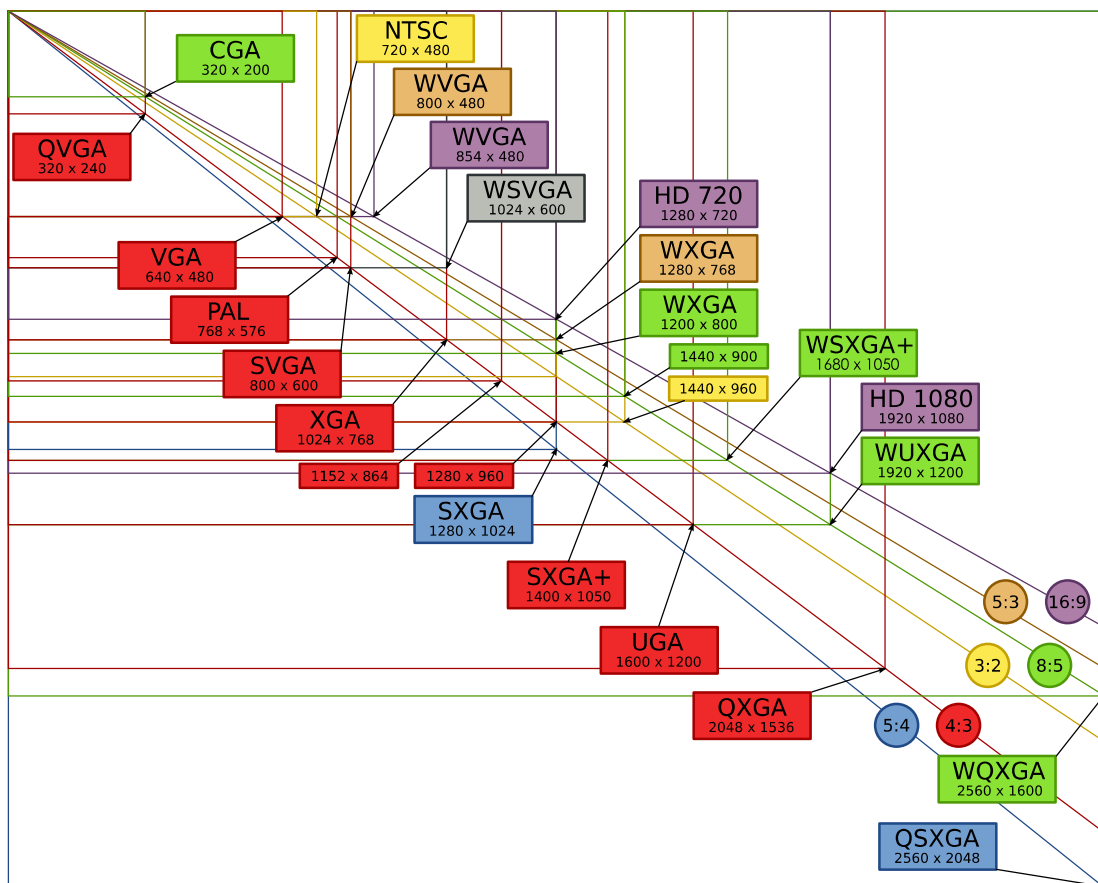 NTSC
720 x 480
CGA
320 x 200
WVGA
800 x 480
WVGA
854 x 480
QVGA
320 x 240
WSVGA
1024 x 600
HD 720
1280 x 720
VGA
640 x 480
WXGA
1280 x 768
PAL
768 x 576
WXGA
1200 x 800
SVGA
800 x 600
1440 x 900
WSXGA+
1680 x 1050
1440 x 960
XGA
1024 x 768
HD 1080
1920 x 1080
WUXGA
1920 x 1200
1152 x 864
1280 x 960
SXGA
1280 x 1024
SXGA+
1400 x 1050
5:3
16:9
UGA
1600 x 1200
3:2
8:5
QXGA
2048 x 1536
5:4
4:3
WQXGA
2560 x 1600
QSXGA
2560 x 2048